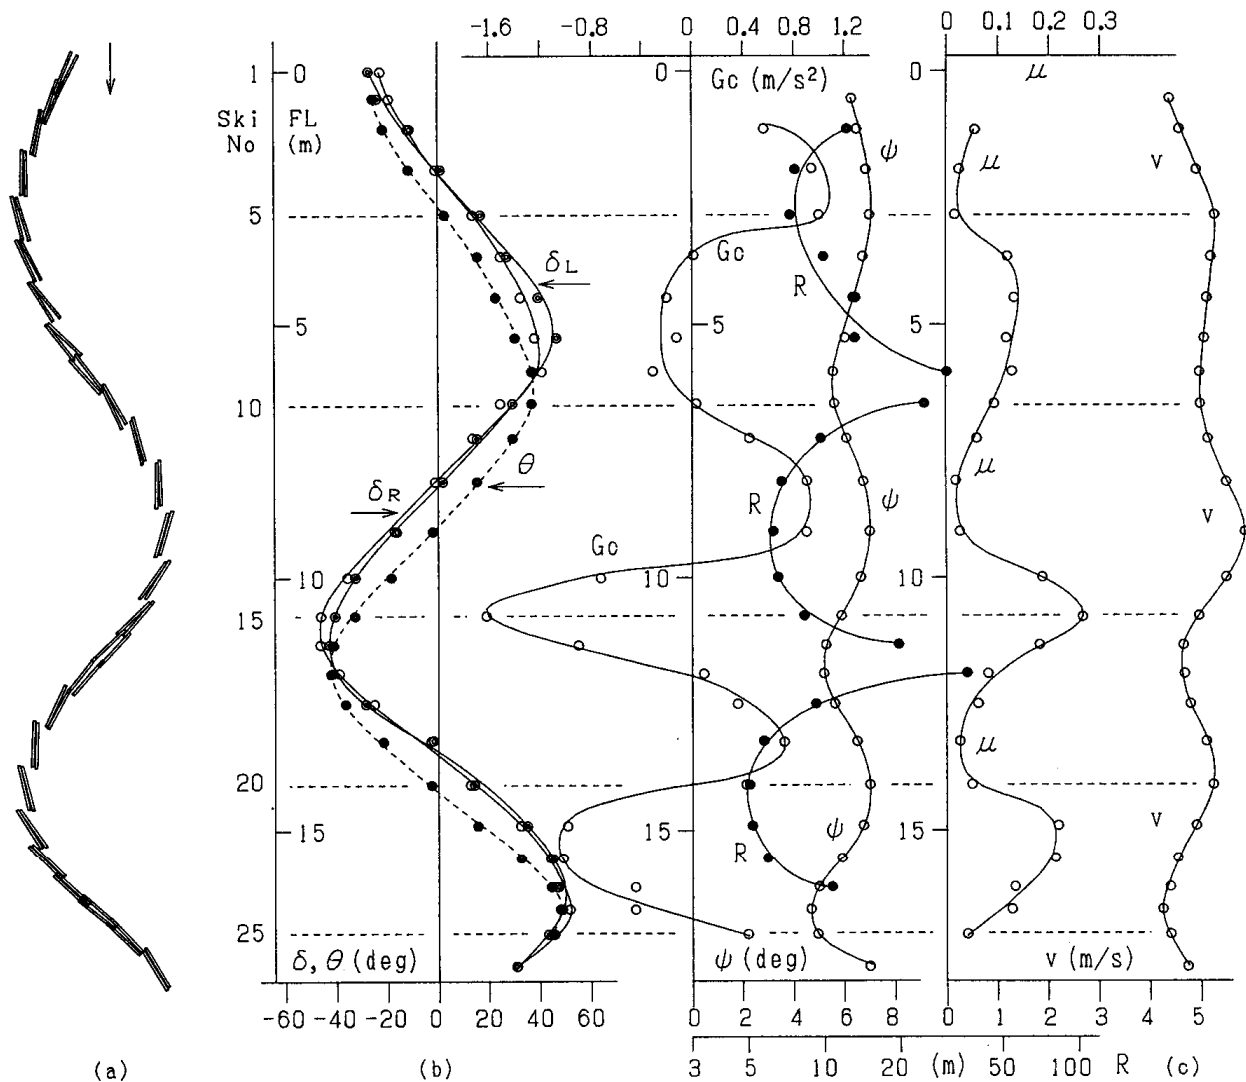 -1.6 -0.8 0 0.4 0.8 1.2 0 0.1 0.2 0.3
Gc (m/s²) μ
1 0 0
Ski FL
No (m)
ψ μ v
5
δL Gc R
5 5 5
10
θ μ
δR R ψ v
Gc
10 10 10
15
μ
20
15 R ψ 15 v 15
25
δ, θ (deg) ψ (deg) v (m/s)
-60 -40 0 20 40 60 0 2 4 6 8 0 1 2 3 4 5
3 5 10 20 (m) 50 100 R
(a) (b) (c)